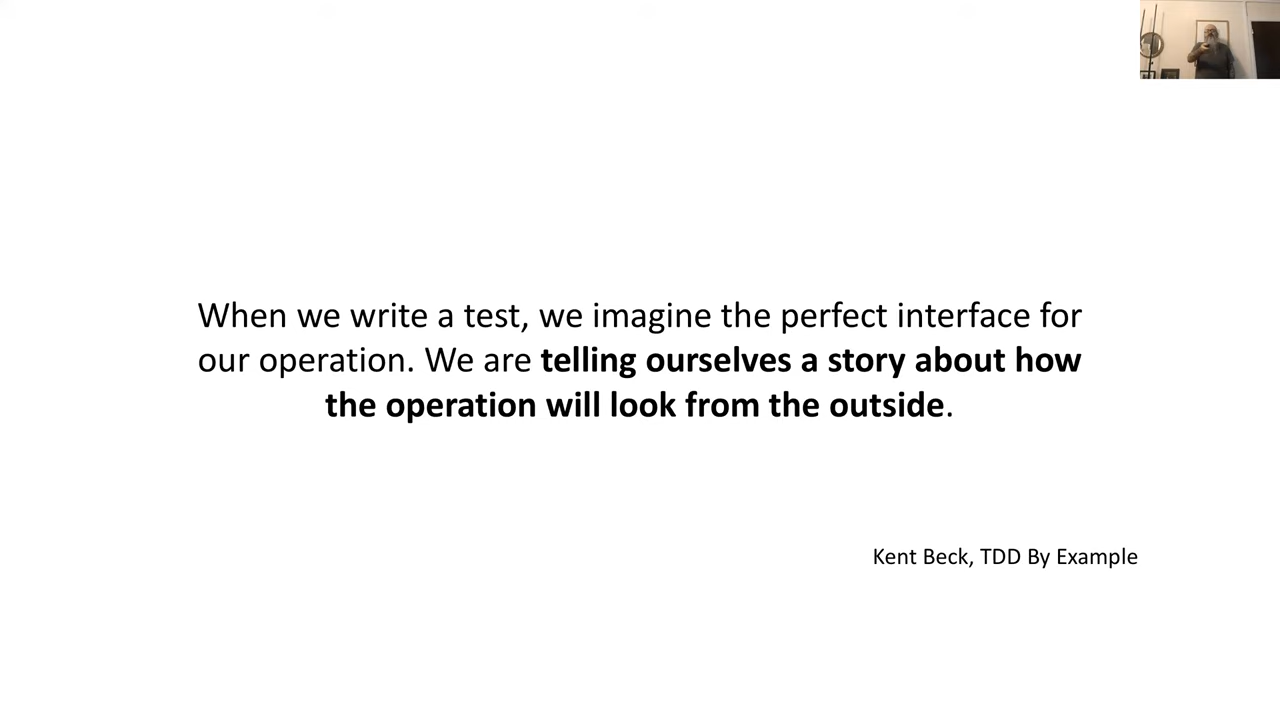 When we write a test, we imagine the perfect interface for
our operation. We are telling ourselves a story about how
the operation will look from the outside.
Kent Beck, TDD By Example